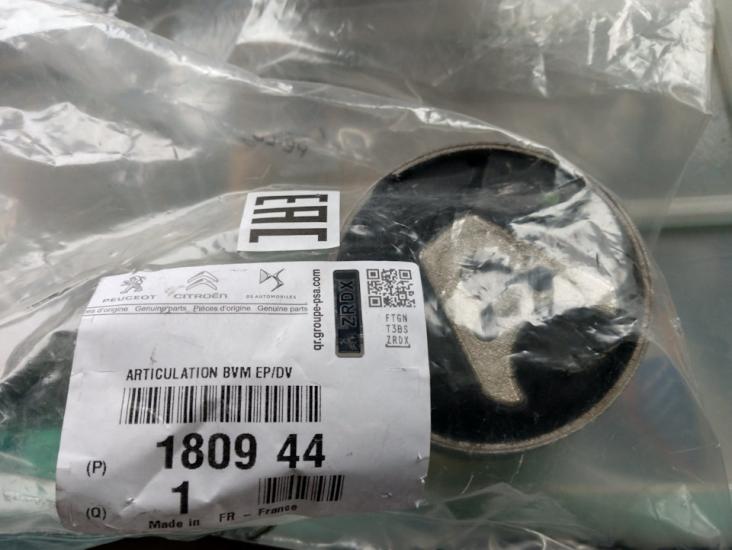 EAC
PEUGEOT CITROËN DS AUTOMOBILES
es d'origine Genuine parts Pièces d'origine Genuine parts
qr.groupe-psa.com
ZRDX
FTGN
T3BS
ZRDX
ARTICULATION BVM EP/DV
(P) 1809 44
(Q) 1
Made in FR - France